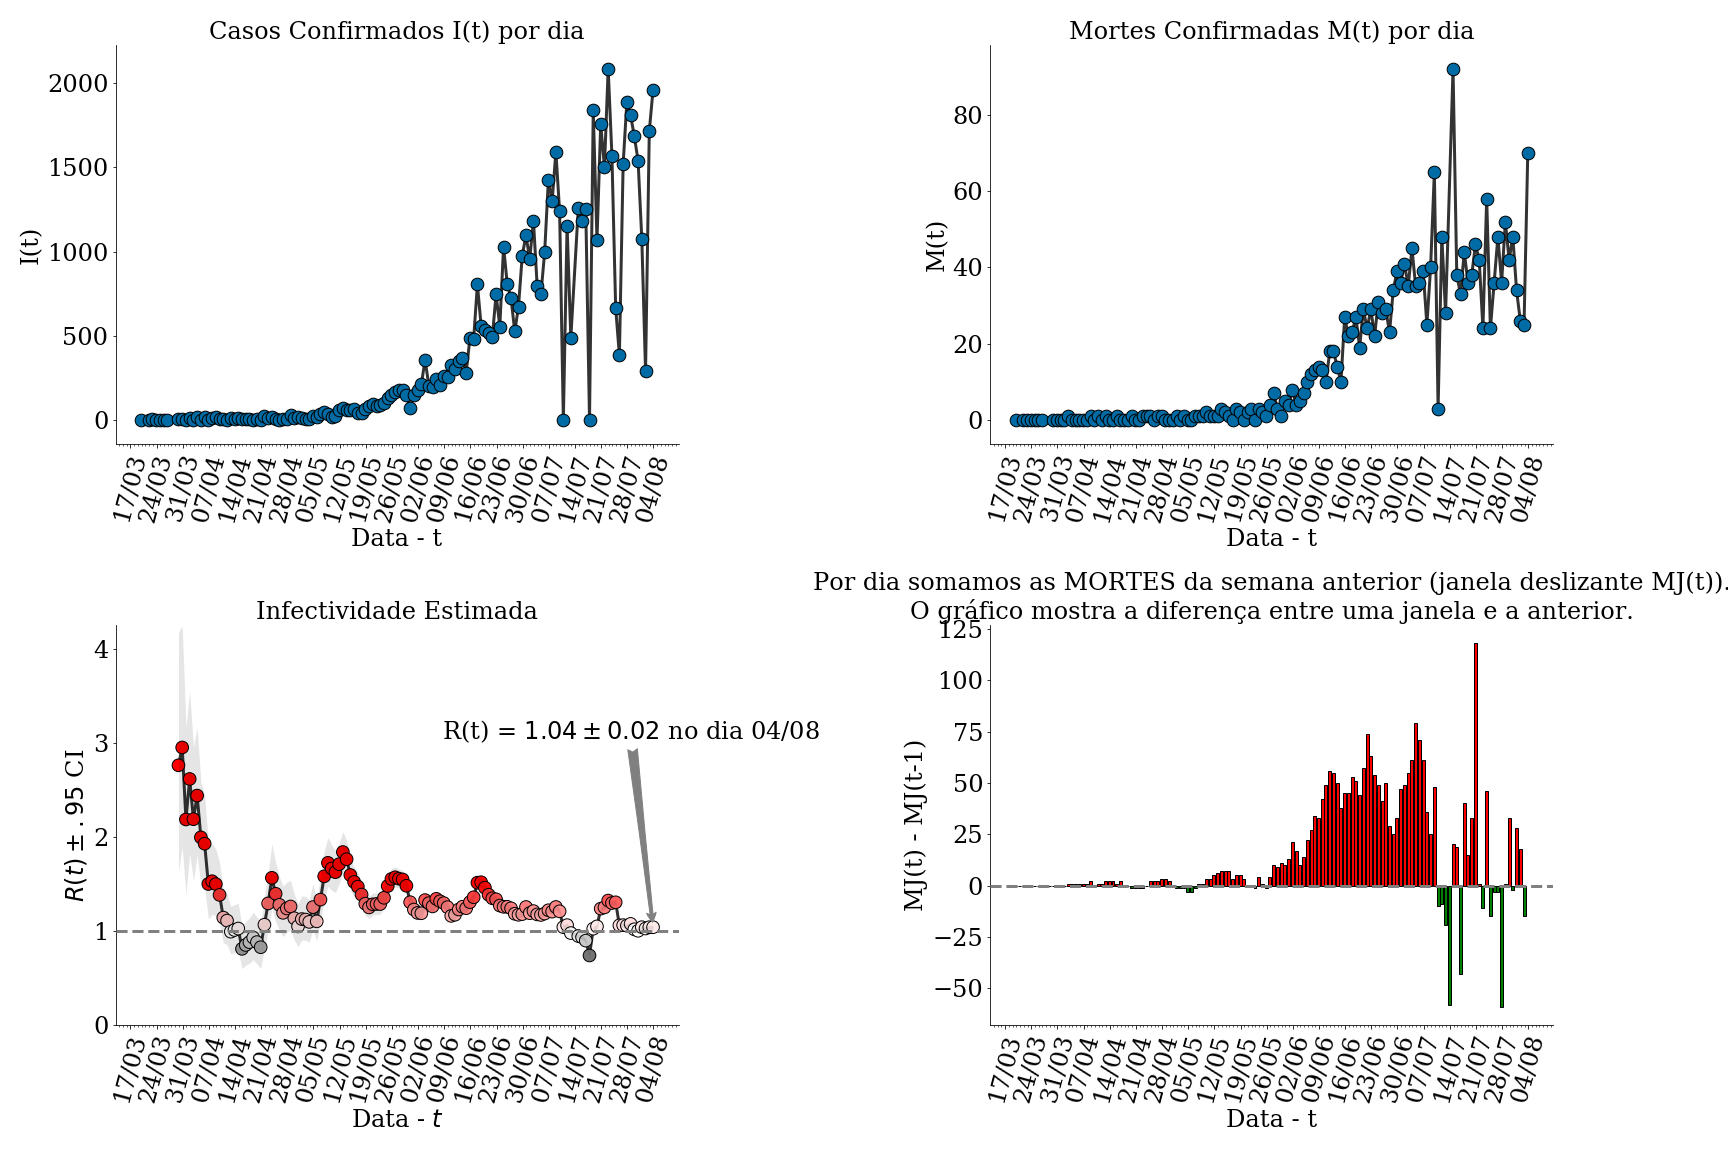 Casos Confirmados I(t) por dia
I(t)
2000
1500
1000
500
0
17/03 24/03 31/03 07/04 14/04 21/04 28/04 05/05 12/05 19/05 26/05 02/06 09/06 16/06 23/06 30/06 07/07 14/07 21/07 28/07 04/08
Data - t
Mortes Confirmadas M(t) por dia
M(t)
80
60
40
20
0
17/03 24/03 31/03 07/04 14/04 21/04 28/04 05/05 12/05 19/05 26/05 02/06 09/06 16/06 23/06 30/06 07/07 14/07 21/07 28/07 04/08
Data - t
Infectividade Estimada
R(t) ± .95 CI
4
3
2
1
0
R(t) = 1.04 ± 0.02 no dia 04/08
17/03 24/03 31/03 07/04 14/04 21/04 28/04 05/05 12/05 19/05 26/05 02/06 09/06 16/06 23/06 30/06 07/07 14/07 21/07 28/07 04/08
Data - t
Por dia somamos as MORTES da semana anterior (janela deslizante MJ(t)).
O gráfico mostra a diferença entre uma janela e a anterior.
MJ(t) - MJ(t-1)
125
100
75
50
25
0
−25
−50
17/03 24/03 31/03 07/04 14/04 21/04 28/04 05/05 12/05 19/05 26/05 02/06 09/06 16/06 23/06 30/06 07/07 14/07 21/07 28/07 04/08
Data - t